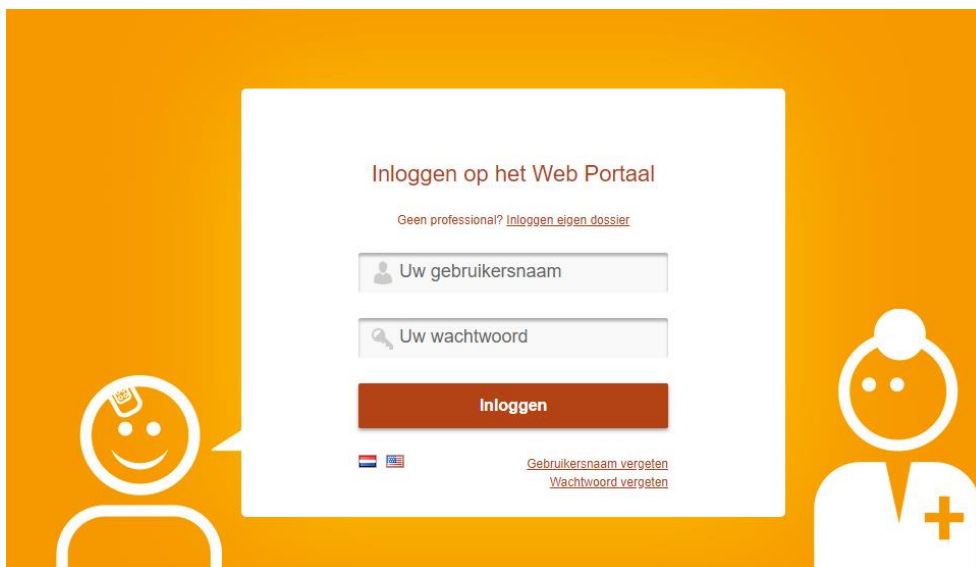 Inloggen op het Web Portaal
Geen professional? Inloggen eigen dossier
Uw gebruikersnaam
Uw wachtwoord
Inloggen
Gebruikersnaam vergeten
Wachtwoord vergeten